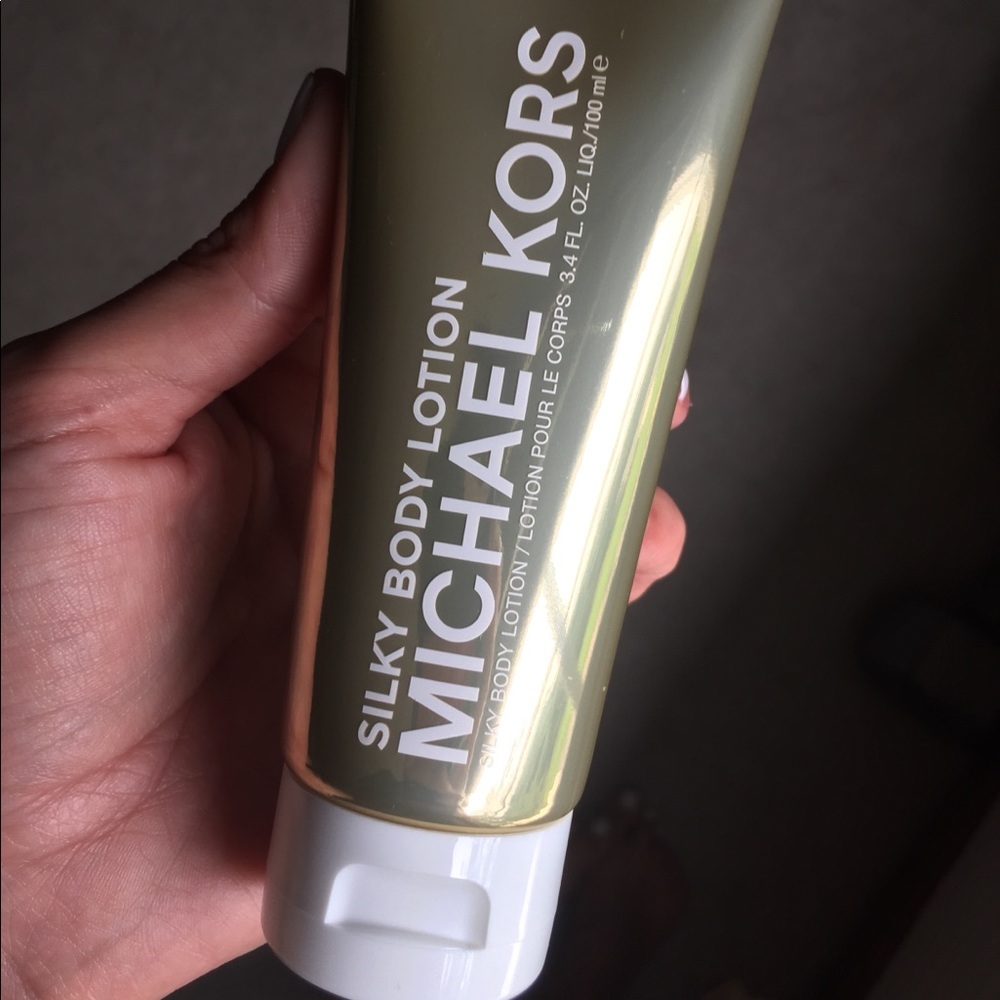 SILKY BODY LOTION
MICHAEL KORS
SILKY BODY LOTION / LOTION POUR LE CORPS 3.4 FL. OZ. LIQ./100 ml ℮